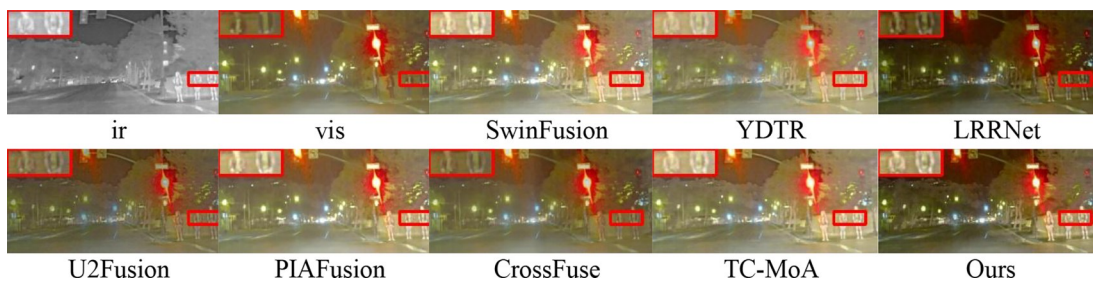 ir vis SwinFusion YDTR LRRNet
U2Fusion PIAFusion CrossFuse TC-MoA Ours